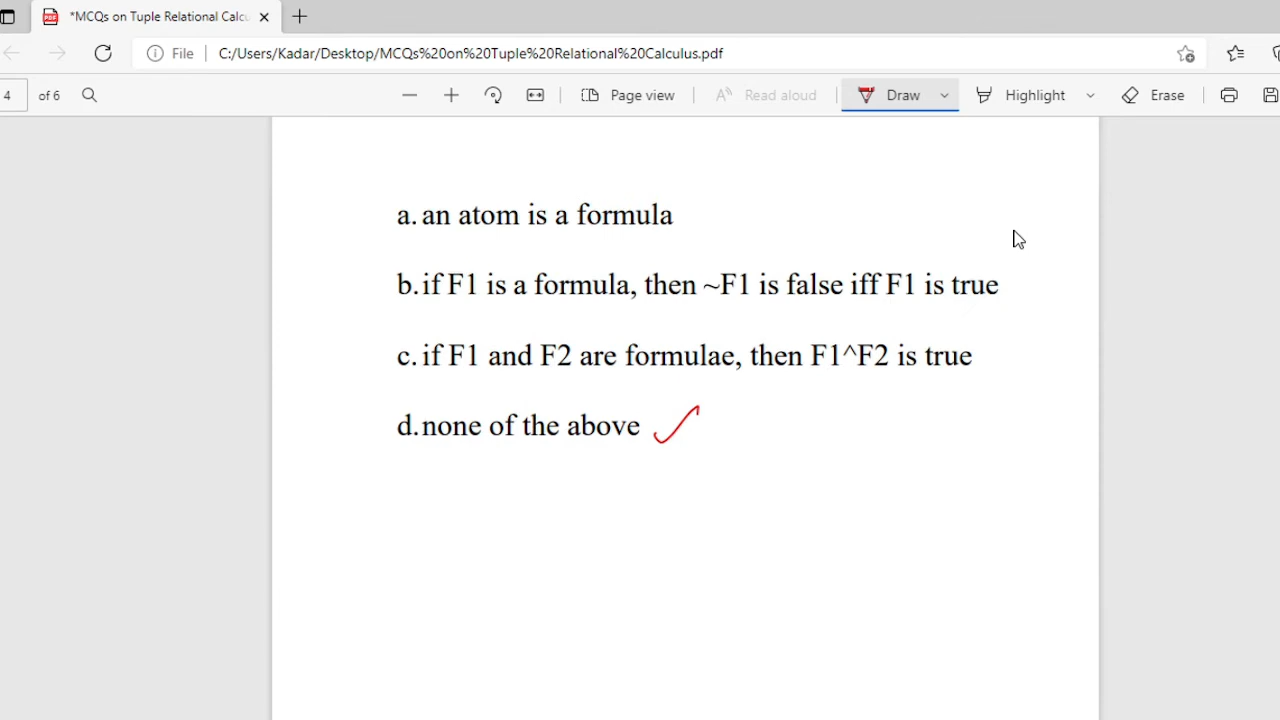 *MCQs on Tuple Relational Calcu
File
C:/Users/Kadar/Desktop/MCQs%20on%20Tuple%20Relational%20Calculus.pdf
4 of 6
Page view
Read aloud
Draw
Highlight
Erase
a. an atom is a formula
b. if F1 is a formula, then ~F1 is false iff F1 is true
c. if F1 and F2 are formulae, then F1^F2 is true
d. none of the above